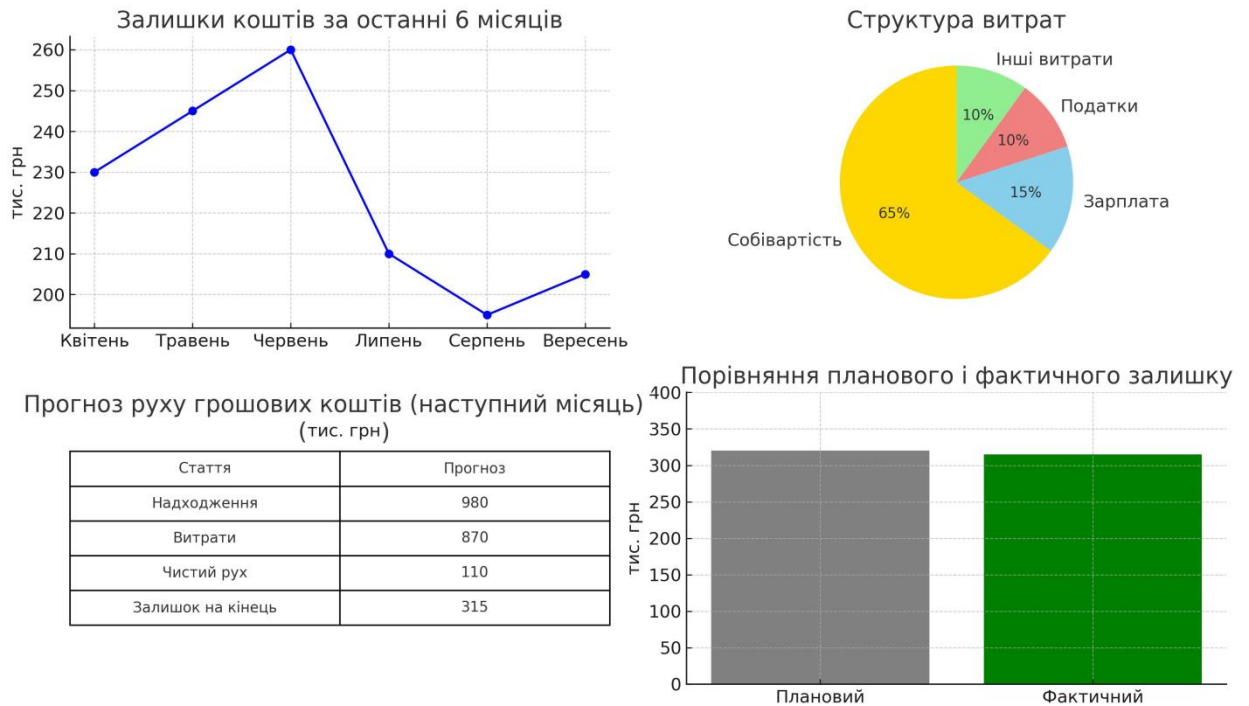 Залишки коштів за останні 6 місяців
тис. грн
260
250
240
230
220
210
200
Квітень Травень Червень Липень Серпень Вересень
Структура витрат
Інші витрати
10%
Податки
10%
Зарплата
15%
Собівартість
65%
Прогноз руху грошових коштів (наступний місяць)
(тис. грн)
Стаття Прогноз
Надходження 980
Витрати 870
Чистий рух 110
Залишок на кінець 315
Порівняння планового і фактичного залишку
тис. грн
400
350
300
250
200
150
100
50
0
Плановий Фактичний